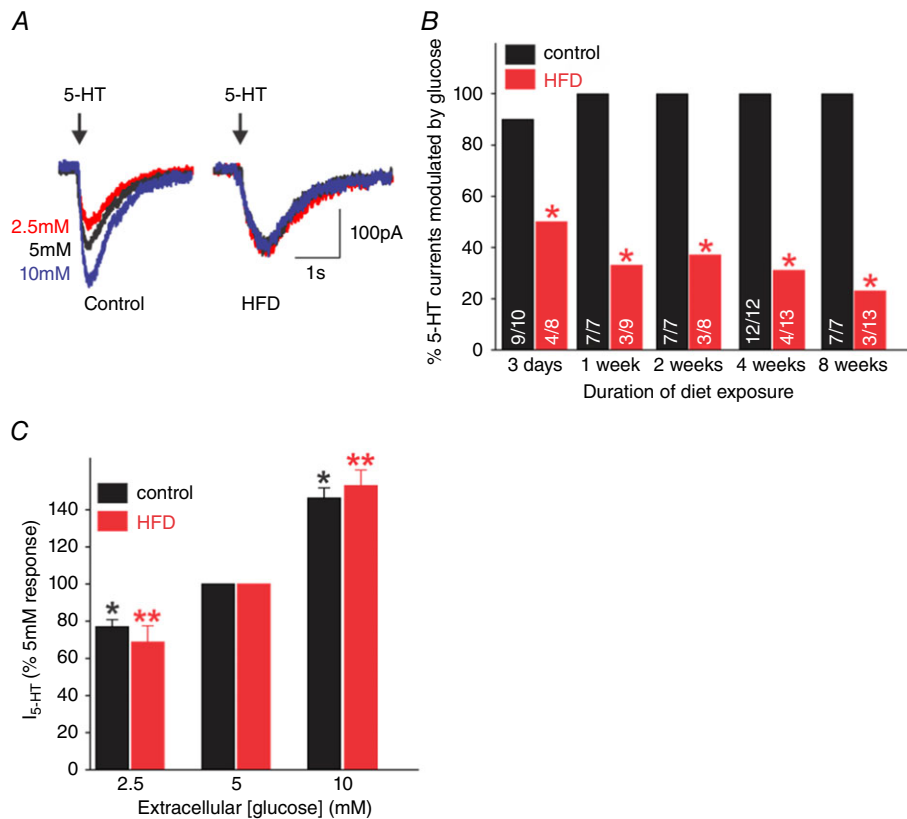 A
5-HT
5-HT
2.5mM
5mM
10mM
100pA
1s
Control
HFD
B
control
HFD
% 5-HT currents modulated by glucose
100
80
60
40
20
0
*
*
*
*
*
9/10
4/8
7/7
3/9
7/7
3/8
12/12
4/13
7/7
3/13
3 days
1 week
2 weeks
4 weeks
8 weeks
Duration of diet exposure
C
control
HFD
I5-HT (% 5mM response)
140
120
100
80
60
40
20
0
*
**
*
**
2.5
5
10
Extracellular [glucose] (mM)